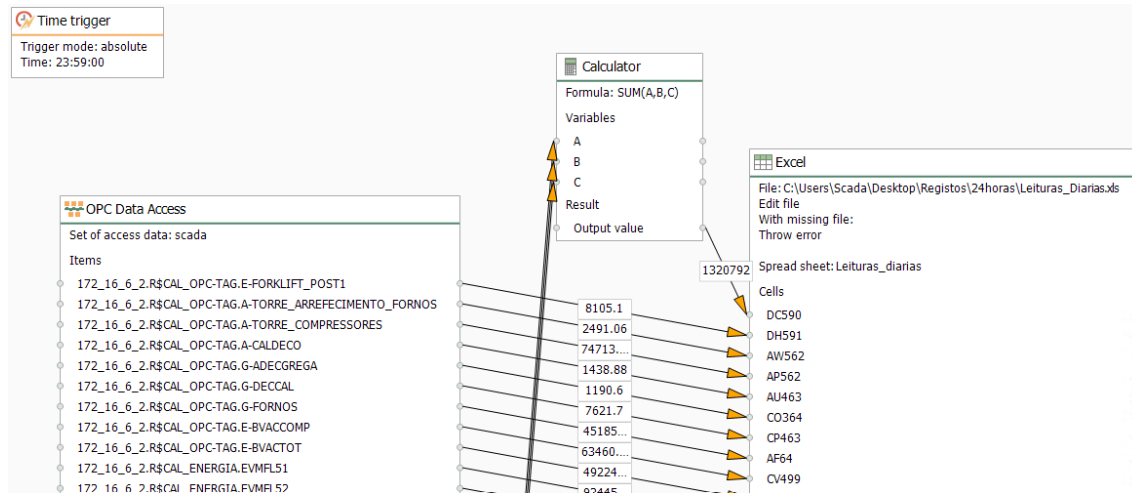 Time trigger
Trigger mode: absolute
Time: 23:59:00
Calculator
Formula: SUM(A,B,C)
Variables
A
B
C
Result
Output value
OPC Data Access
Set of access data: scada
Items
172_16_6_2.R$CAL_OPC-TAG.E-FORKLIFT_POST1
172_16_6_2.R$CAL_OPC-TAG.A-TORRE_ARREFECIMENTO_FORNOS
172_16_6_2.R$CAL_OPC-TAG.A-TORRE_COMPRESSORES
172_16_6_2.R$CAL_OPC-TAG.A-CALDECO
172_16_6_2.R$CAL_OPC-TAG.G-ADECGREGA
172_16_6_2.R$CAL_OPC-TAG.G-DECCAL
172_16_6_2.R$CAL_OPC-TAG.G-FORNOS
172_16_6_2.R$CAL_OPC-TAG.E-BVACCOMP
172_16_6_2.R$CAL_OPC-TAG.E-BVACTOT
172_16_6_2.R$CAL_ENERGIA.EVMFL51
172_16_6_2.R$CAL_ENERGIA.EVMFL52
1320792
8105.1
2491.06
74713....
1438.88
1190.6
7621.7
45185...
63460....
49224...
92445
Excel
File: C:\Users\Scada\Desktop\Registos\24horas\Leituras_Diarias.xls
Edit file
With missing file:
Throw error
Spread sheet: Leituras_diarias
Cells
DC590
DH591
AW562
AP562
AU463
CO364
CP463
AF64
CV499